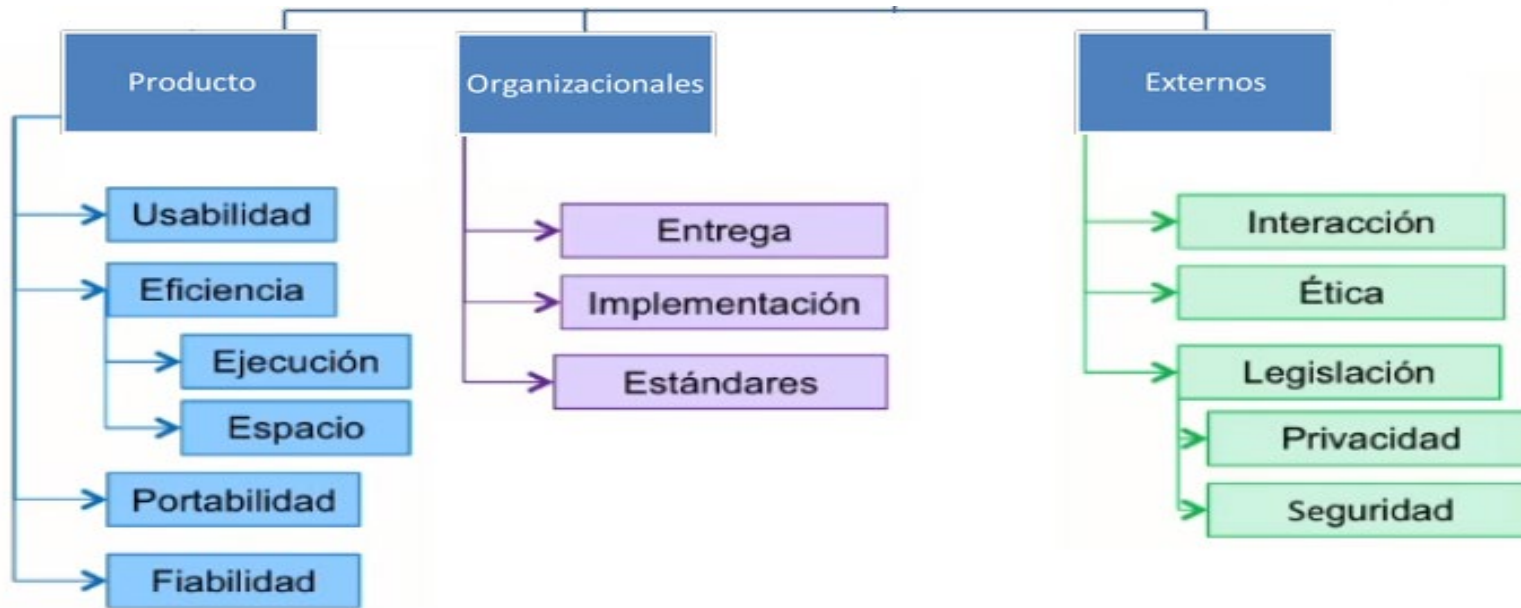 Producto
Organizacionales
Externos
Usabilidad
Eficiencia
Ejecución
Espacio
Portabilidad
Fiabilidad
Entrega
Implementación
Estándares
Interacción
Ética
Legislación
Privacidad
Seguridad